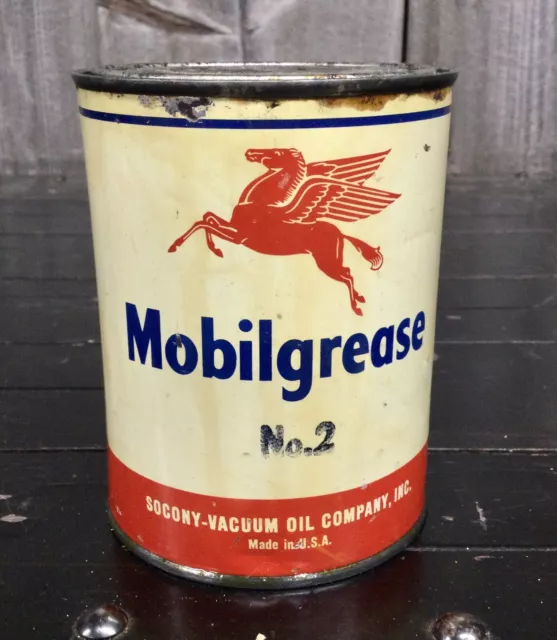 Mobilgrease
No.2
SOCONY-VACUUM OIL COMPANY, INC.
Made in U.S.A.